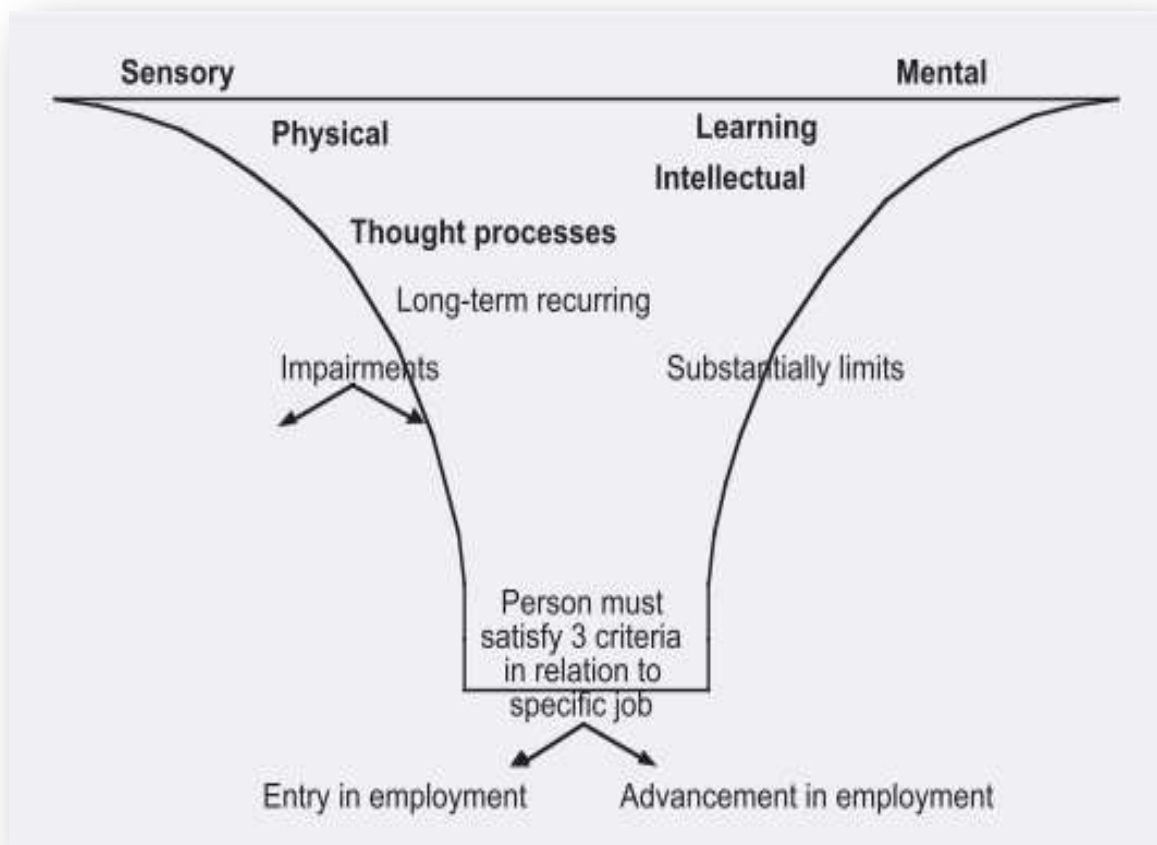 Sensory
Mental
Physical
Learning
Intellectual
Thought processes
Long-term recurring
Impairments
Substantially limits
Person must
satisfy 3 criteria
in relation to
specific job
Entry in employment
Advancement in employment